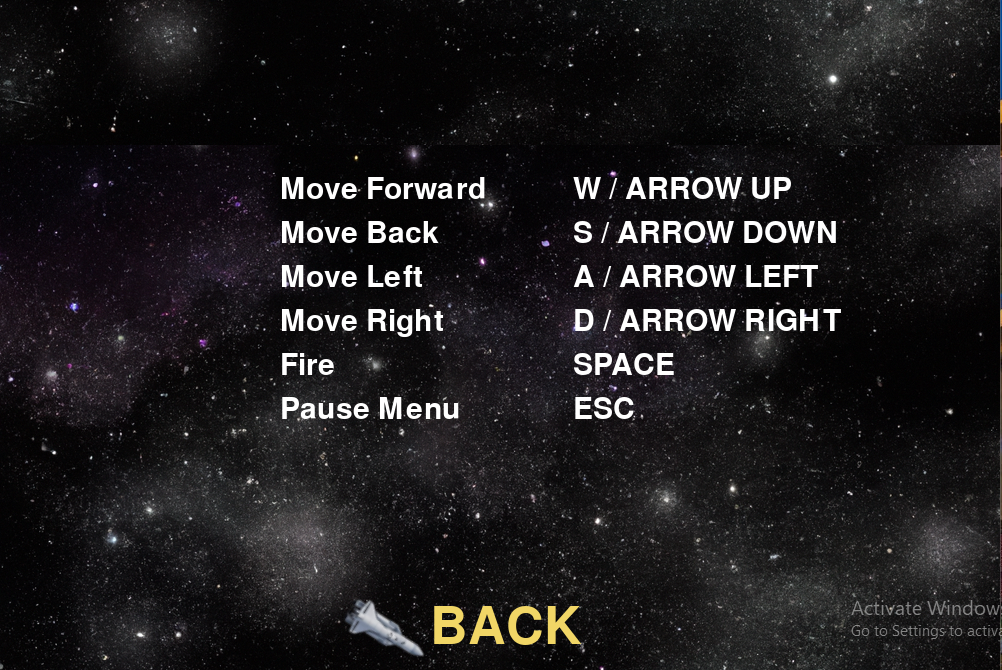 Move Forward W / ARROW UP
Move Back S / ARROW DOWN
Move Left A / ARROW LEFT
Move Right D / ARROW RIGHT
Fire SPACE
Pause Menu ESC
BACK
Activate Windows
Go to Settings to activa